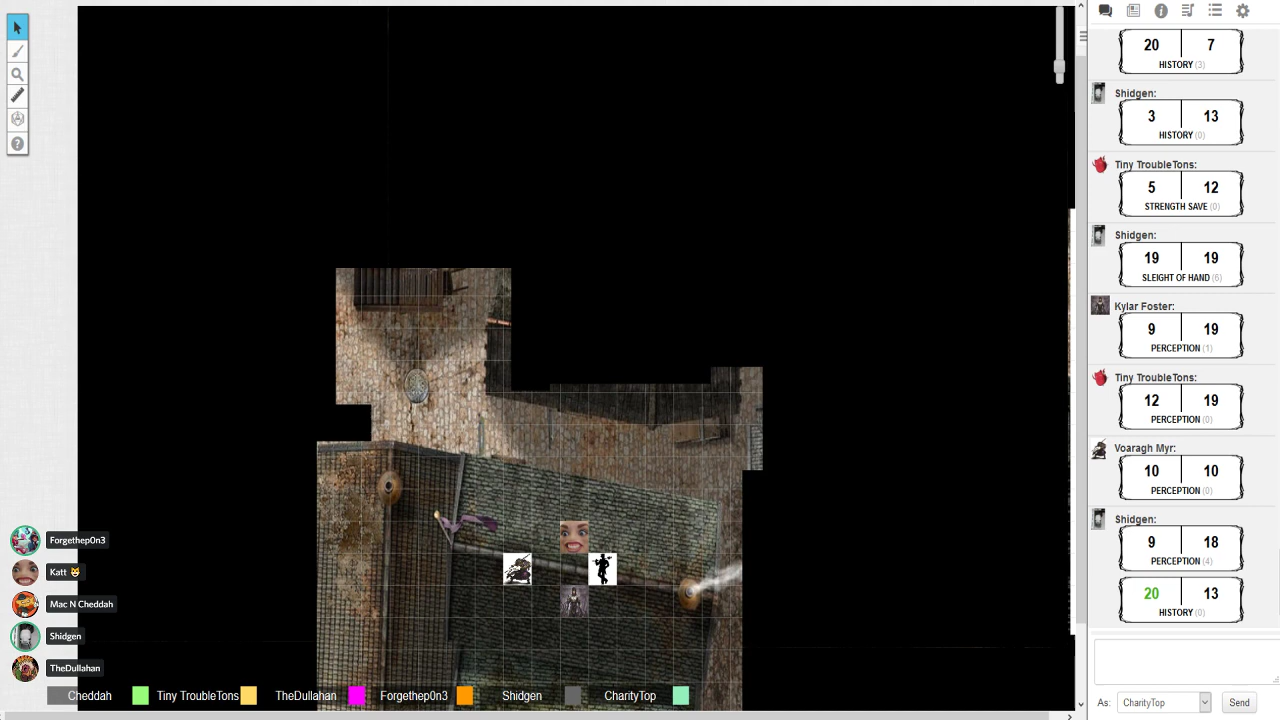 20 7
HISTORY (3)
Shidgen:
3 13
HISTORY (0)
Tiny TroubleTons:
5 12
STRENGTH SAVE (0)
Shidgen:
19 19
SLEIGHT OF HAND (6)
Kylar Foster:
9 19
PERCEPTION (1)
Tiny TroubleTons:
12 19
PERCEPTION (0)
Voaragh Myr:
10 10
PERCEPTION (0)
Shidgen:
9 18
PERCEPTION (4)
20 13
HISTORY (0)
As: CharityTop Send
Forgethep0n3
Katt 😼
Mac N Cheddah
Shidgen
TheDullahan
Cheddah Tiny TroubleTons TheDullahan Forgethep0n3 Shidgen CharityTop